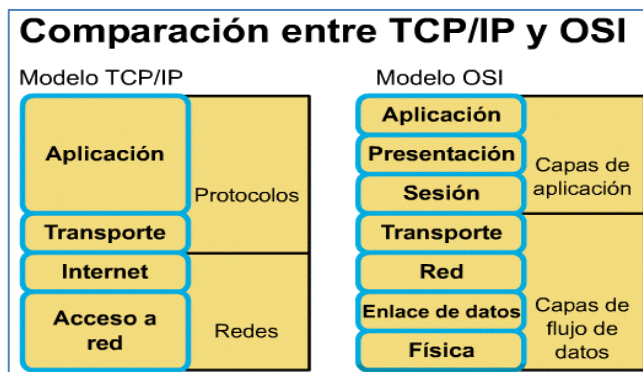 Comparación entre TCP/IP y OSI
Modelo TCP/IP
Aplicación
Transporte
Internet
Acceso a
red
Protocolos
Redes
Modelo OSI
Aplicación
Presentación
Sesión
Transporte
Red
Enlace de datos
Física
Capas de
aplicación
Capas de
flujo de
datos